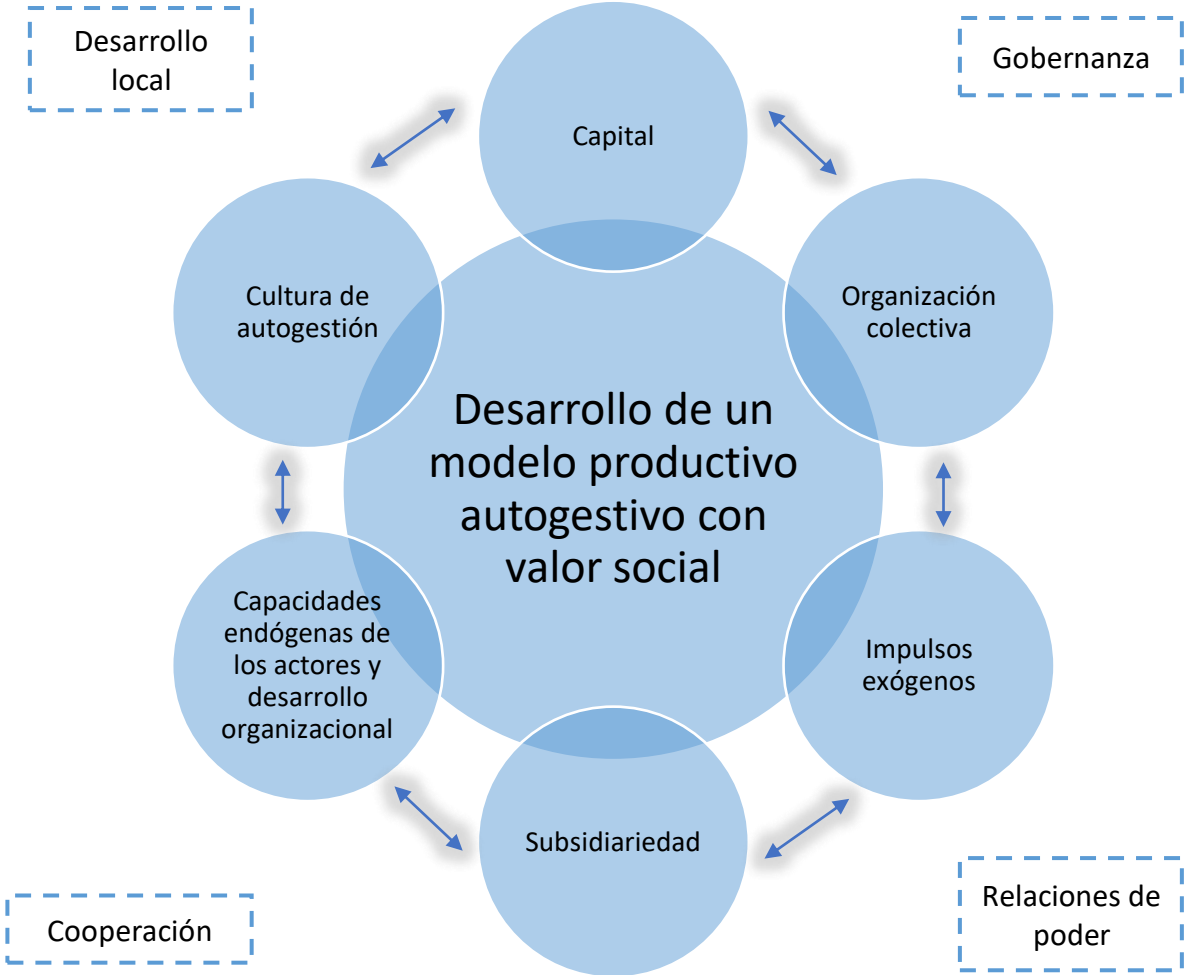 Desarrollo
local
Gobernanza
Capital
Cultura de
autogestión
Organización
colectiva
Desarrollo de un
modelo productivo
autogestivo con
valor social
Capacidades
endógenas de
los actores y
desarrollo
organizacional
Impulsos
exógenos
Subsidiariedad
Cooperación
Relaciones de
poder